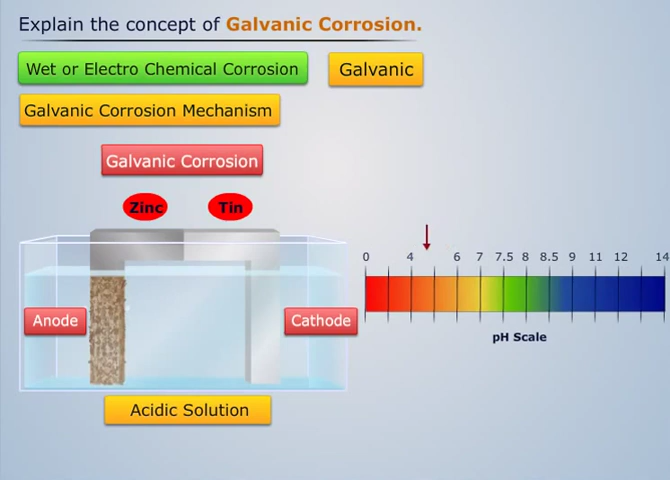 Explain the concept of Galvanic Corrosion.
Wet or Electro Chemical Corrosion
Galvanic
Galvanic Corrosion Mechanism
Galvanic Corrosion
Zinc
Tin
0 4 6 7 7.5 8 8.5 9 11 12 14
Anode
Cathode
pH Scale
Acidic Solution